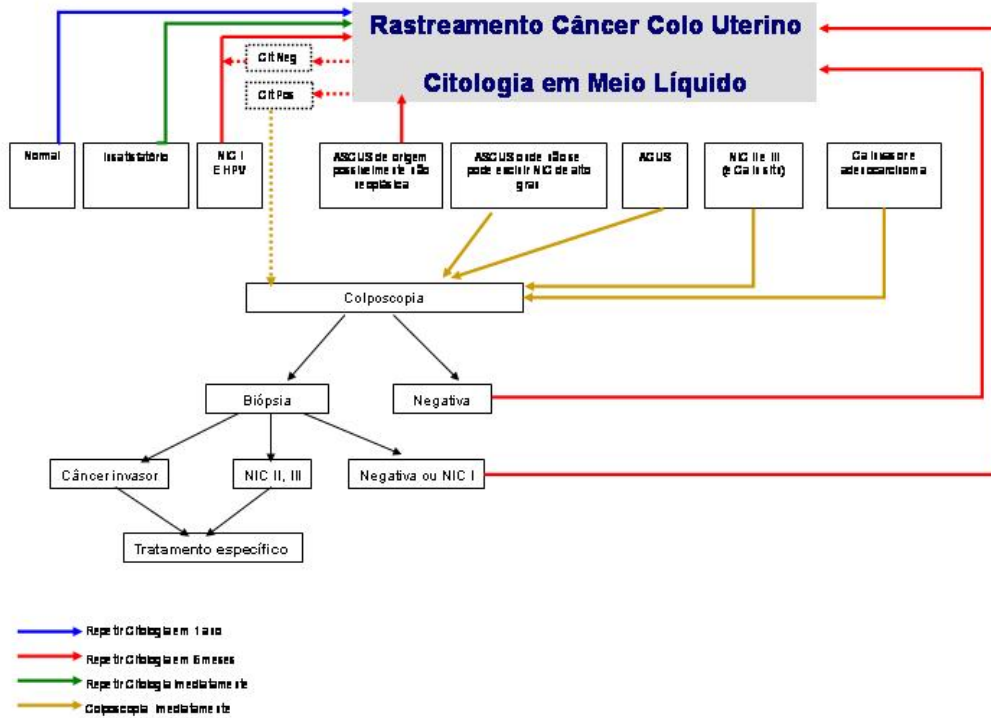 Rastreamento Câncer Colo Uterino
Citologia em Meio Líquido
Cit Neg
Cit Pos
Normal
Insatisfatório
NIC I
E HPV
ASCUS de origem
possivelmente não
neoplásica
ASCUS onde não se
pode excluir NIC de alto
grau
AGUS
NIC II e III
(e Ca in situ)
Ca invasor e
adenocarcinoma
Colposcopia
Biópsia
Negativa
Câncer invasor
NIC II, III
Negativa ou NIC I
Tratamento específico
Repetir Citologia em 1 ano
Repetir Citologia em 6 meses
Repetir Citologia Imediatamente
Colposcopia Imediatamente